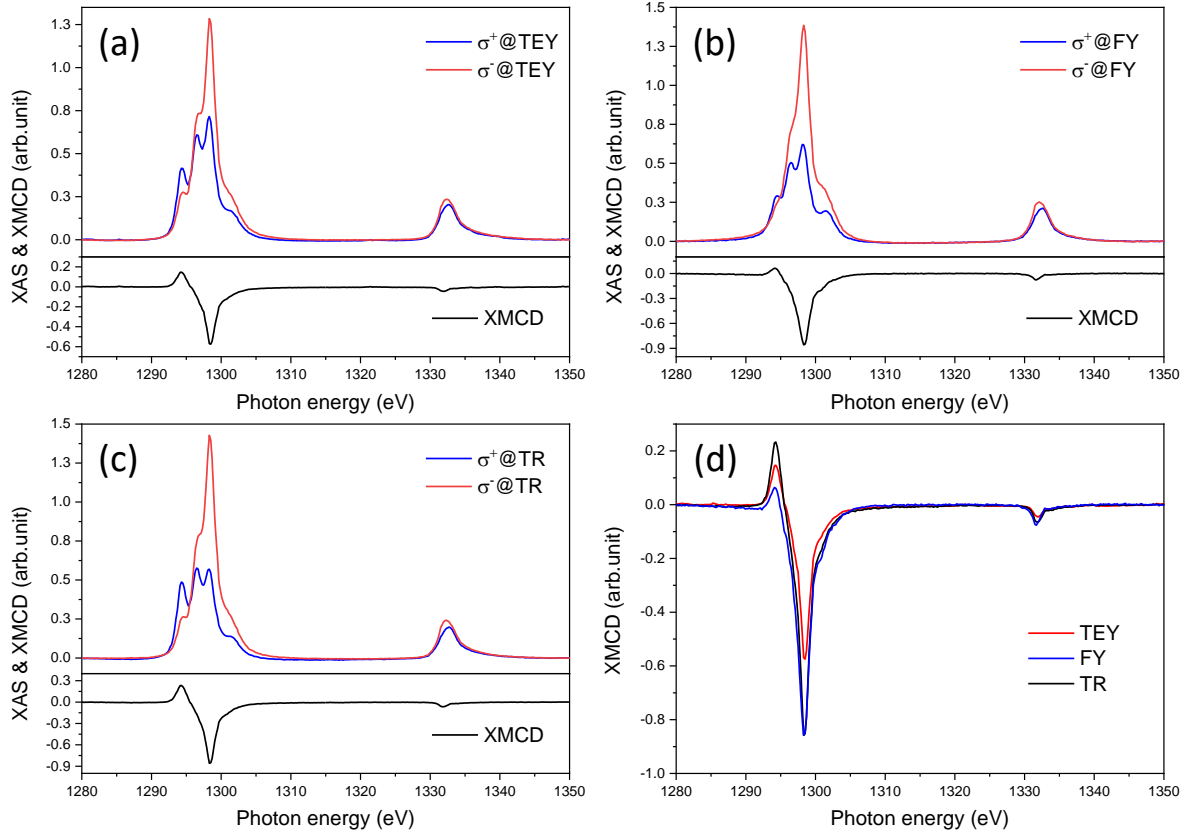 (a)
σ+@TEY
σ-@TEY
1.3
1.0
0.8
0.5
0.3
0.0
0.2
0.0
-0.2
-0.4
-0.6
XMCD
XAS & XMCD (arb.unit)
1280 1290 1300 1310 1320 1330 1340 1350
Photon energy (eV)
(b)
σ+@FY
σ-@FY
1.5
1.3
1.0
0.8
0.5
0.3
0.0
0.0
-0.3
-0.6
-0.9
XMCD
XAS & XMCD (arb.unit)
1280 1290 1300 1310 1320 1330 1340 1350
Photon energy (eV)
(c)
σ+@TR
σ-@TR
1.5
1.3
1.0
0.8
0.5
0.3
0.0
0.3
0.0
-0.3
-0.6
-0.9
XMCD
XAS & XMCD (arb.unit)
1280 1290 1300 1310 1320 1330 1340 1350
Photon energy (eV)
(d)
0.2
0.0
-0.2
-0.4
-0.6
-0.8
-1.0
XMCD (arb.unit)
TEY
FY
TR
1280 1290 1300 1310 1320 1330 1340 1350
Photon energy (eV)